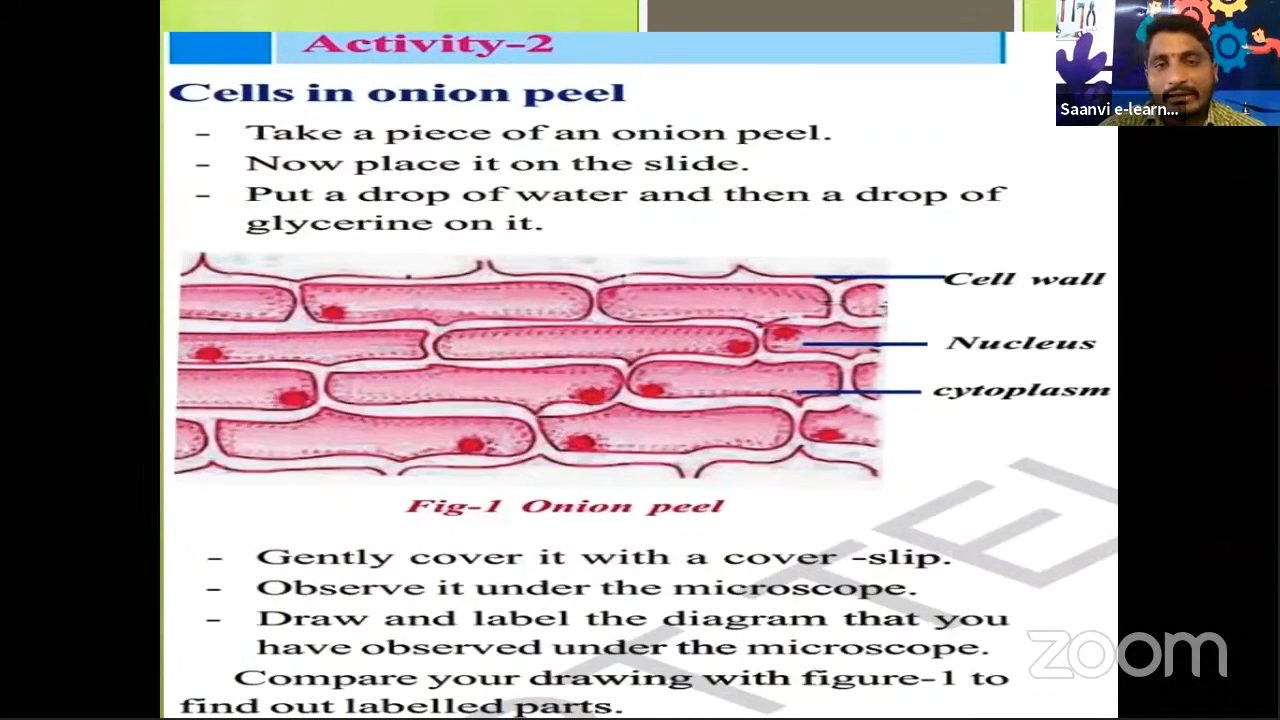 Activity-2
Saanvi e-learn...
Cells in onion peel
- Take a piece of an onion peel.
- Now place it on the slide.
- Put a drop of water and then a drop of
glycerine on it.
Cell wall
Nucleus
cytoplasm
Fig-1 Onion peel
- Gently cover it with a cover -slip.
- Observe it under the microscope.
- Draw and label the diagram that you
have observed under the microscope.
Compare your drawing with figure-1 to
find out labelled parts.
zoom